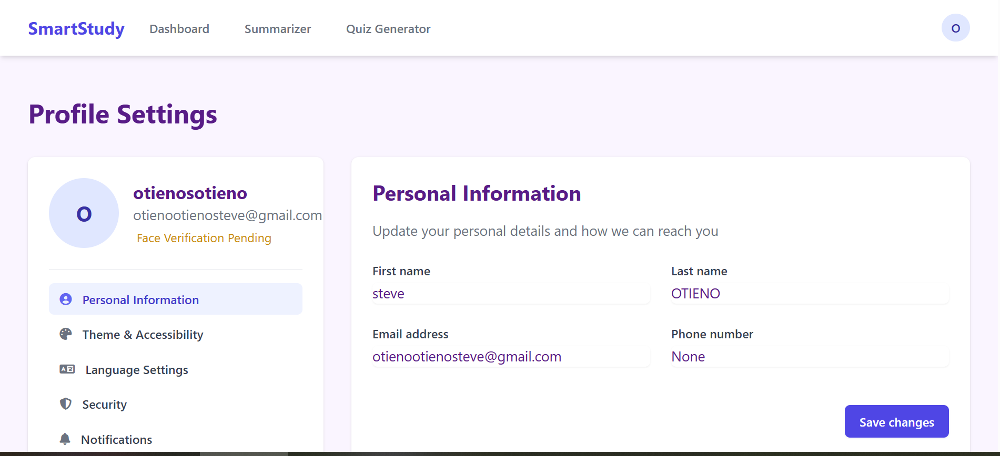 SmartStudy Dashboard Summarizer Quiz Generator O
Profile Settings
O
otienosotieno
otienootienosteve@gmail.com
Face Verification Pending
Personal Information
Theme & Accessibility
Language Settings
Security
Notifications
Personal Information
Update your personal details and how we can reach you
First name
steve
Last name
OTIENO
Email address
otienootienosteve@gmail.com
Phone number
None
Save changes